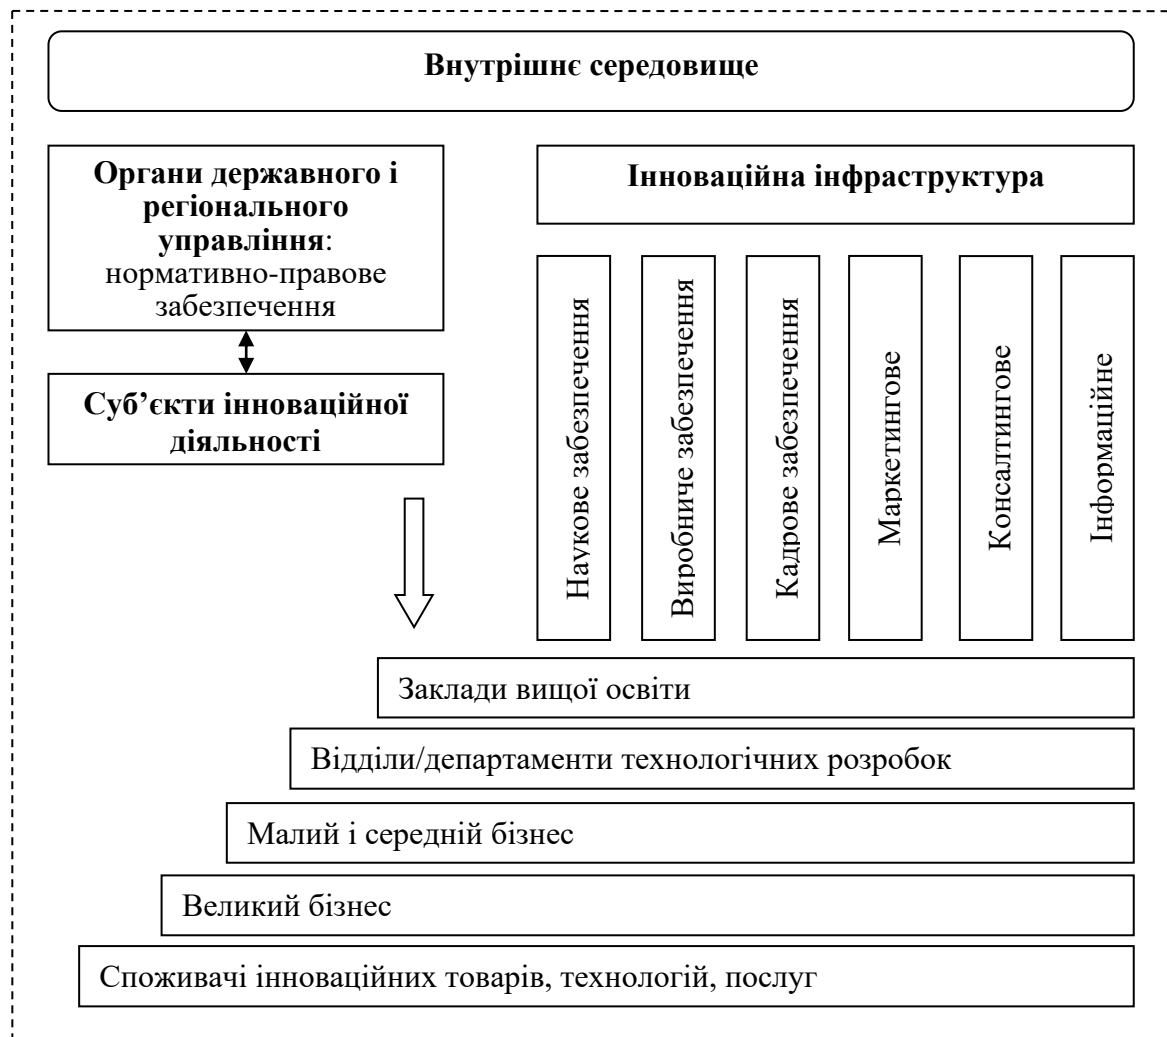 Внутрішнє середовище
Органи державного і
регіонального
управління:
нормативно-правове
забезпечення
Суб’єкти інноваційної
діяльності
Інноваційна інфраструктура
Наукове забезпечення
Виробниче забезпечення
Кадрове забезпечення
Маркетингове
Консалтингове
Інформаційне
Заклади вищої освіти
Відділи/департаменти технологічних розробок
Малий і середній бізнес
Великий бізнес
Споживачі інноваційних товарів, технологій, послуг